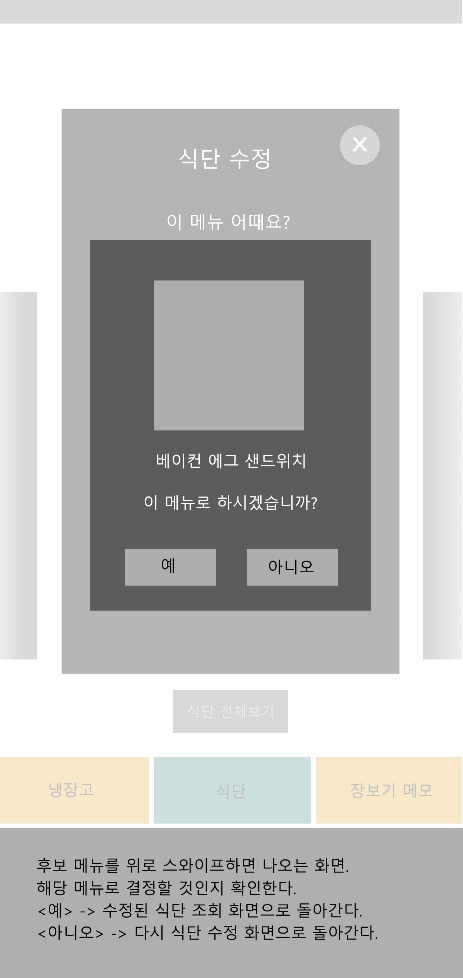 식단 수정
X
이 메뉴 어때요?
베이컨 에그 샌드위치
이 메뉴로 하시겠습니까?
예
아니오
식단 전체보기
냉장고
식단
장보기 메모
후보 메뉴를 위로 스와이프하면 나오는 화면.
해당 메뉴로 결정할 것인지 확인한다.
<예> -> 수정된 식단 조회 화면으로 돌아간다.
<아니오> -> 다시 식단 수정 화면으로 돌아간다.